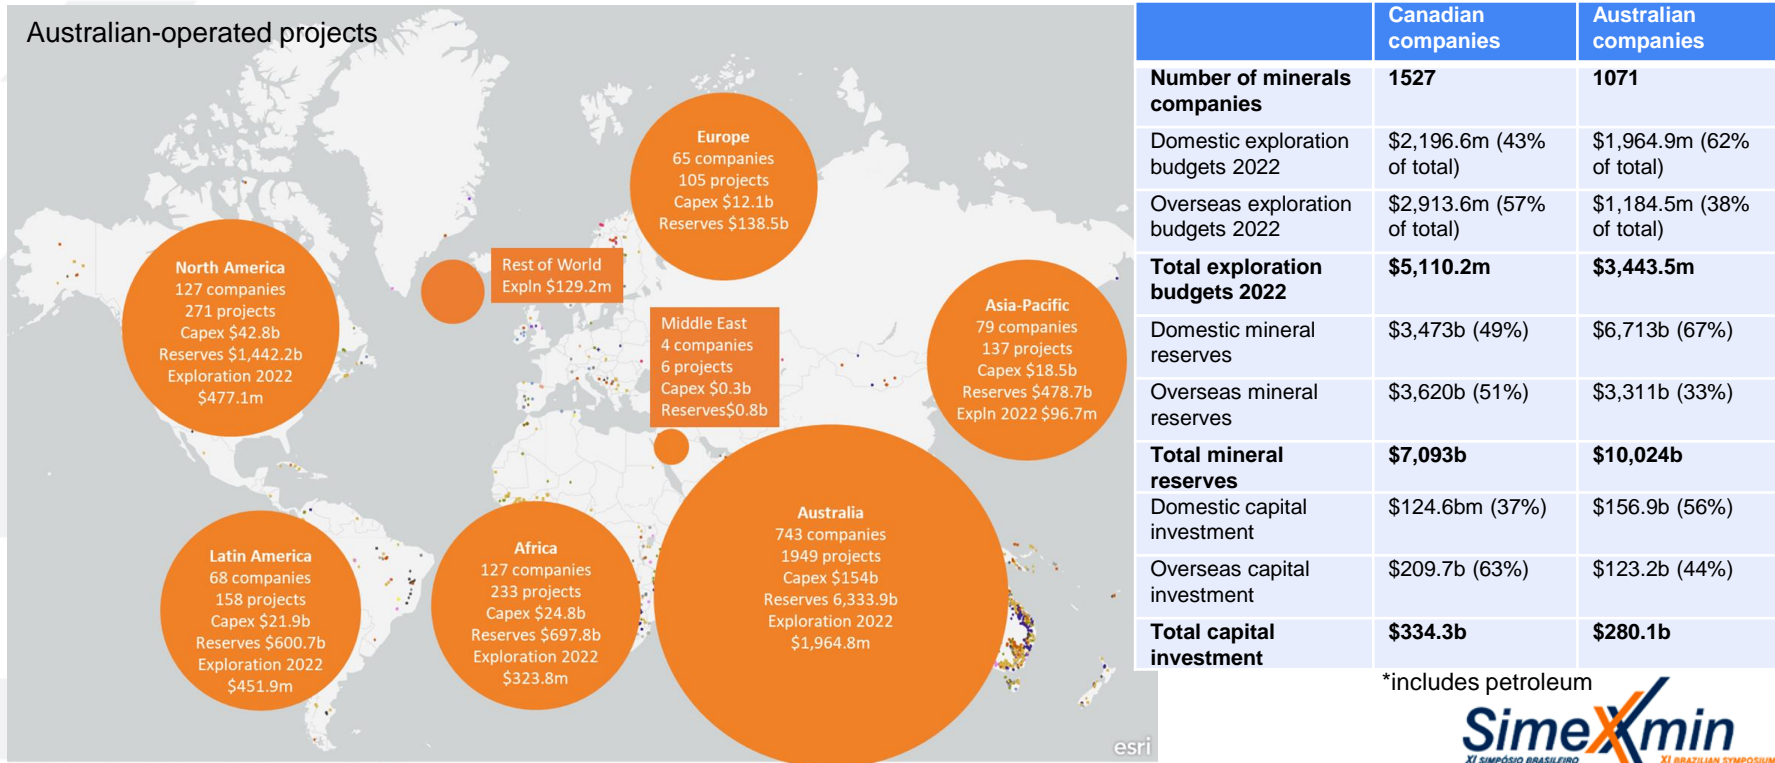 Australian-operated projects
Europe
65 companies
105 projects
Capex $12.1b
Reserves $138.5b
North America
127 companies
271 projects
Capex $42.8b
Reserves $1,442.2b
Exploration 2022
$477.1m
Rest of World
Expln $129.2m
Middle East
4 companies
6 projects
Capex $0.3b
Reserves$0.8b
Asia-Pacific
79 companies
137 projects
Capex $18.5b
Reserves $478.7b
Expln 2022 $96.7m
Latin America
68 companies
158 projects
Capex $21.9b
Reserves $600.7b
Exploration 2022
$451.9m
Africa
127 companies
233 projects
Capex $24.8b
Reserves $697.8b
Exploration 2022
$323.8m
Australia
743 companies
1949 projects
Capex $154b
Reserves 6,333.9b
Exploration 2022
$1,964.8m
esri
Canadian companies
Australian companies
Number of minerals companies
1527
1071
Domestic exploration budgets 2022
$2,196.6m (43% of total)
$1,964.9m (62% of total)
Overseas exploration budgets 2022
$2,913.6m (57% of total)
$1,184.5m (38% of total)
Total exploration budgets 2022
$5,110.2m
$3,443.5m
Domestic mineral reserves
$3,473b (49%)
$6,713b (67%)
Overseas mineral reserves
$3,620b (51%)
$3,311b (33%)
Total mineral reserves
$7,093b
$10,024b
Domestic capital investment
$124.6bm (37%)
$156.9b (56%)
Overseas capital investment
$209.7b (63%)
$123.2b (44%)
Total capital investment
$334.3b
$280.1b
*includes petroleum
SimeXmin
XI SIMPÓSIO BRASILEIRO
XI BRAZILIAN SYMPOSIUM